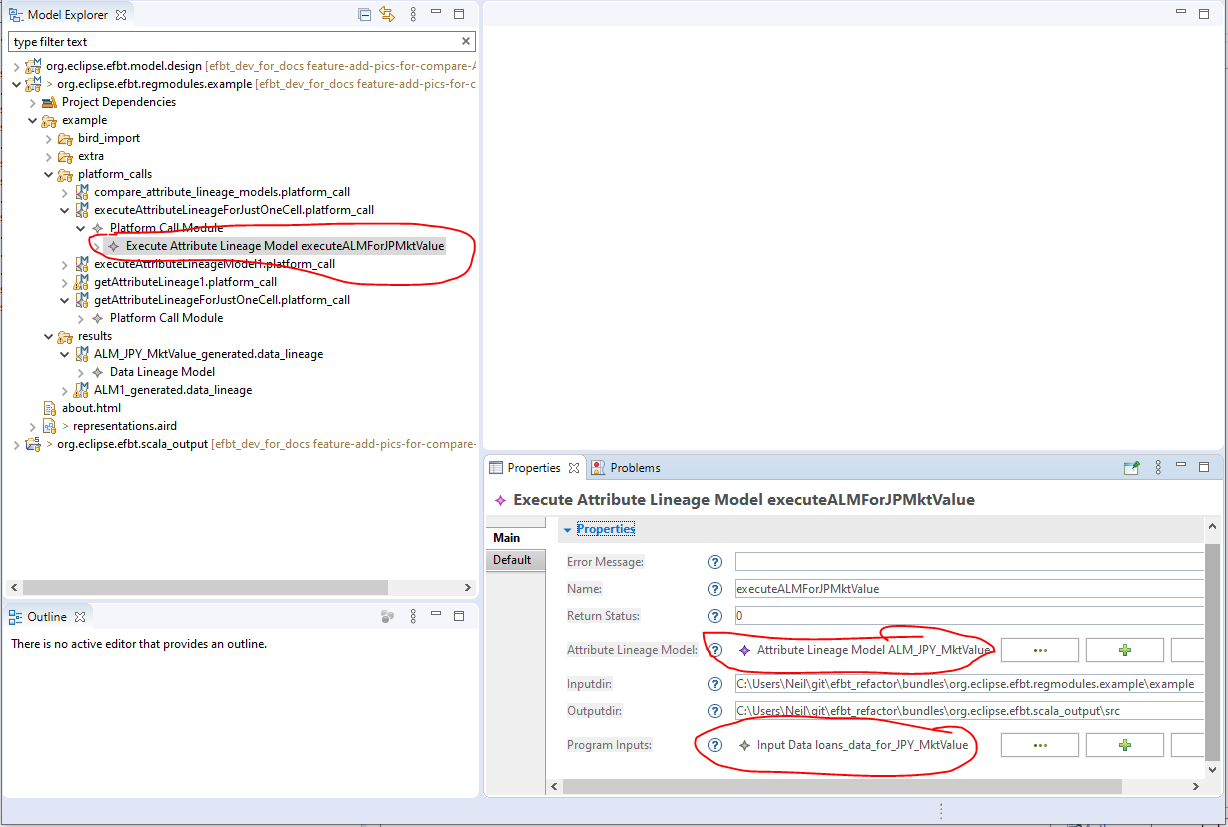 Model Explorer
type filter text
org.eclipse.efbt.model.design [efbt_dev_for_docs feature-add-pics-for-compare-A
> org.eclipse.efbt.regmodules.example [efbt_dev_for_docs feature-add-pics-for-c
Project Dependencies
example
bird_import
extra
platform_calls
compare_attribute_lineage_models.platform_call
executeAttributeLineageForJustOneCell.platform_call
Platform Call Module
Execute Attribute Lineage Model executeALMForJPMktValue
executeAttributeLineageModel1.platform_call
getAttributeLineage1.platform_call
getAttributeLineageForJustOneCell.platform_call
Platform Call Module
results
ALM_JPY_MktValue_generated.data_lineage
Data Lineage Model
ALM1_generated.data_lineage
about.html
> representations.aird
> org.eclipse.efbt.scala_output [efbt_dev_for_docs feature-add-pics-for-compare-
Outline
There is no active editor that provides an outline.
Properties
Problems
Execute Attribute Lineage Model executeALMForJPMktValue
Main
Default
Properties
Error Message:
Name: executeALMForJPMktValue
Return Status: 0
Attribute Lineage Model: Attribute Lineage Model ALM_JPY_MktValue
Inputdir: C:\Users\Neil\git\efbt_refactor\bundles\org.eclipse.efbt.regmodules.example\example
Outputdir: C:\Users\Neil\git\efbt_refactor\bundles\org.eclipse.efbt.scala_output\src
Program Inputs: Input Data loans_data_for_JPY_MktValue